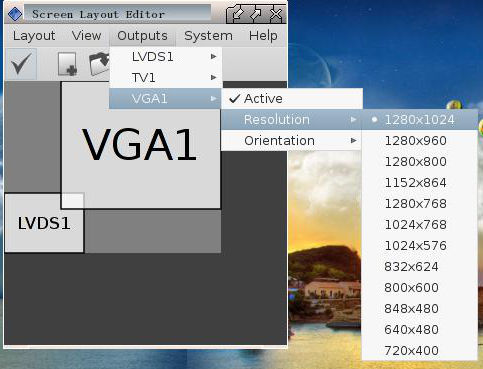 Screen Layout Editor
Layout View Outputs System Help
LVDS1
TV1
VGA1
Active
Resolution
Orientation
1280x1024
1280x960
1280x800
1152x864
1280x768
1024x768
1024x576
832x624
800x600
848x480
640x480
720x400
VGA1
LVDS1